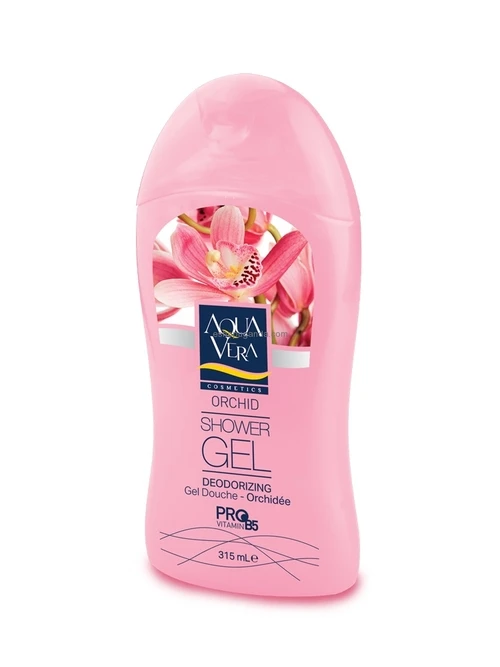 AQUA
VERA
COSMETICS
ORCHID
SHOWER
GEL
DEODORIZING
Gel Douche - Orchidée
PRO
VITAMIN B5
315 mL℮